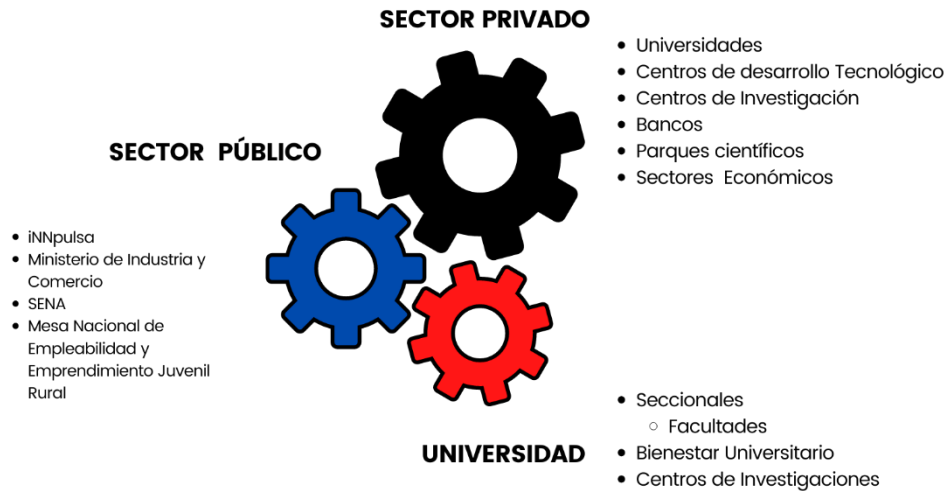 SECTOR PRIVADO
• Universidades
• Centros de desarrollo Tecnológico
• Centros de Investigación
• Bancos
• Parques científicos
• Sectores Económicos
SECTOR PÚBLICO
• iNNpulsa
• Ministerio de Industria y
Comercio
• SENA
• Mesa Nacional de
Empleabilidad y
Emprendimiento Juvenil
Rural
UNIVERSIDAD
• Seccionales
○ Facultades
• Bienestar Universitario
• Centros de Investigaciones